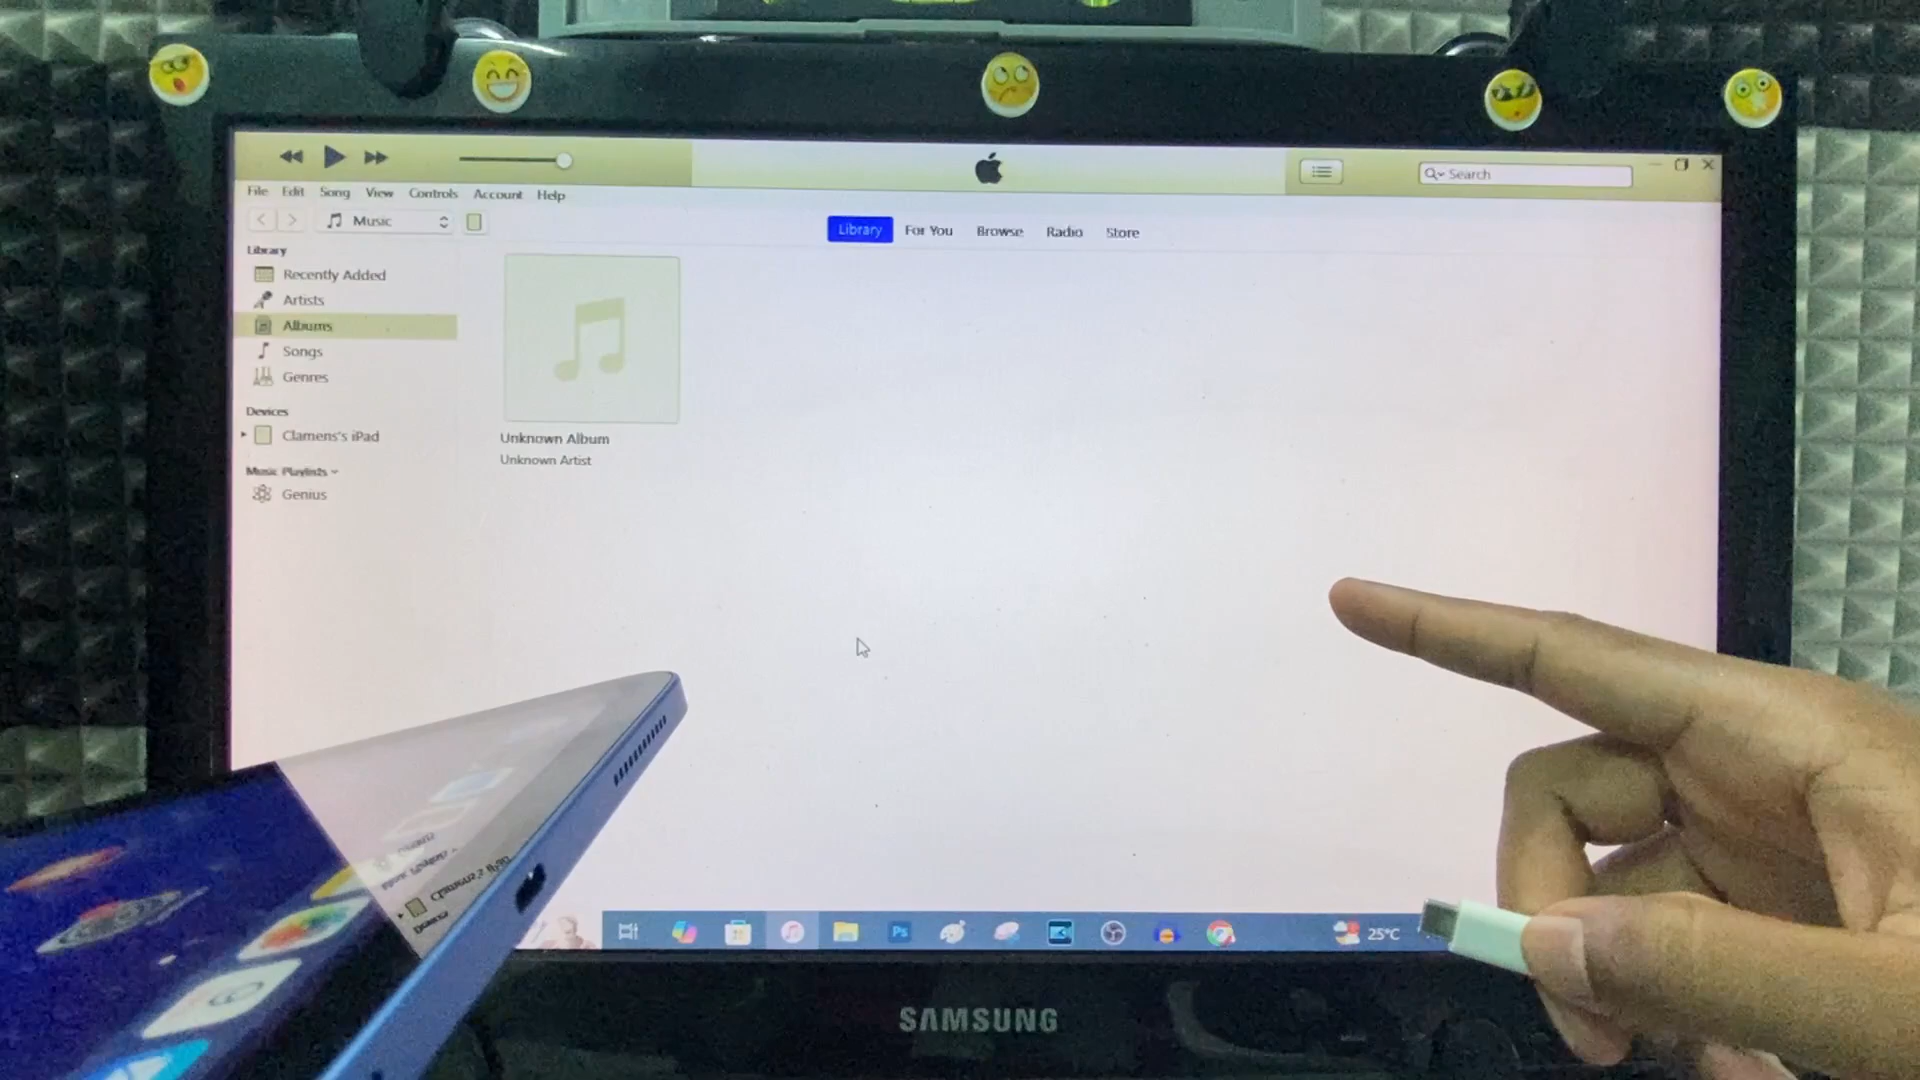 Search
File Edit Song View Controls Account Help
Music
Library For You Browse Radio Store
Library
Recently Added
Artists
Albums
Songs
Genres
Devices
Clamens's iPad
Music Playlists
Genius
Unknown Album
Unknown Artist
Ps
25°C
SAMSUNG